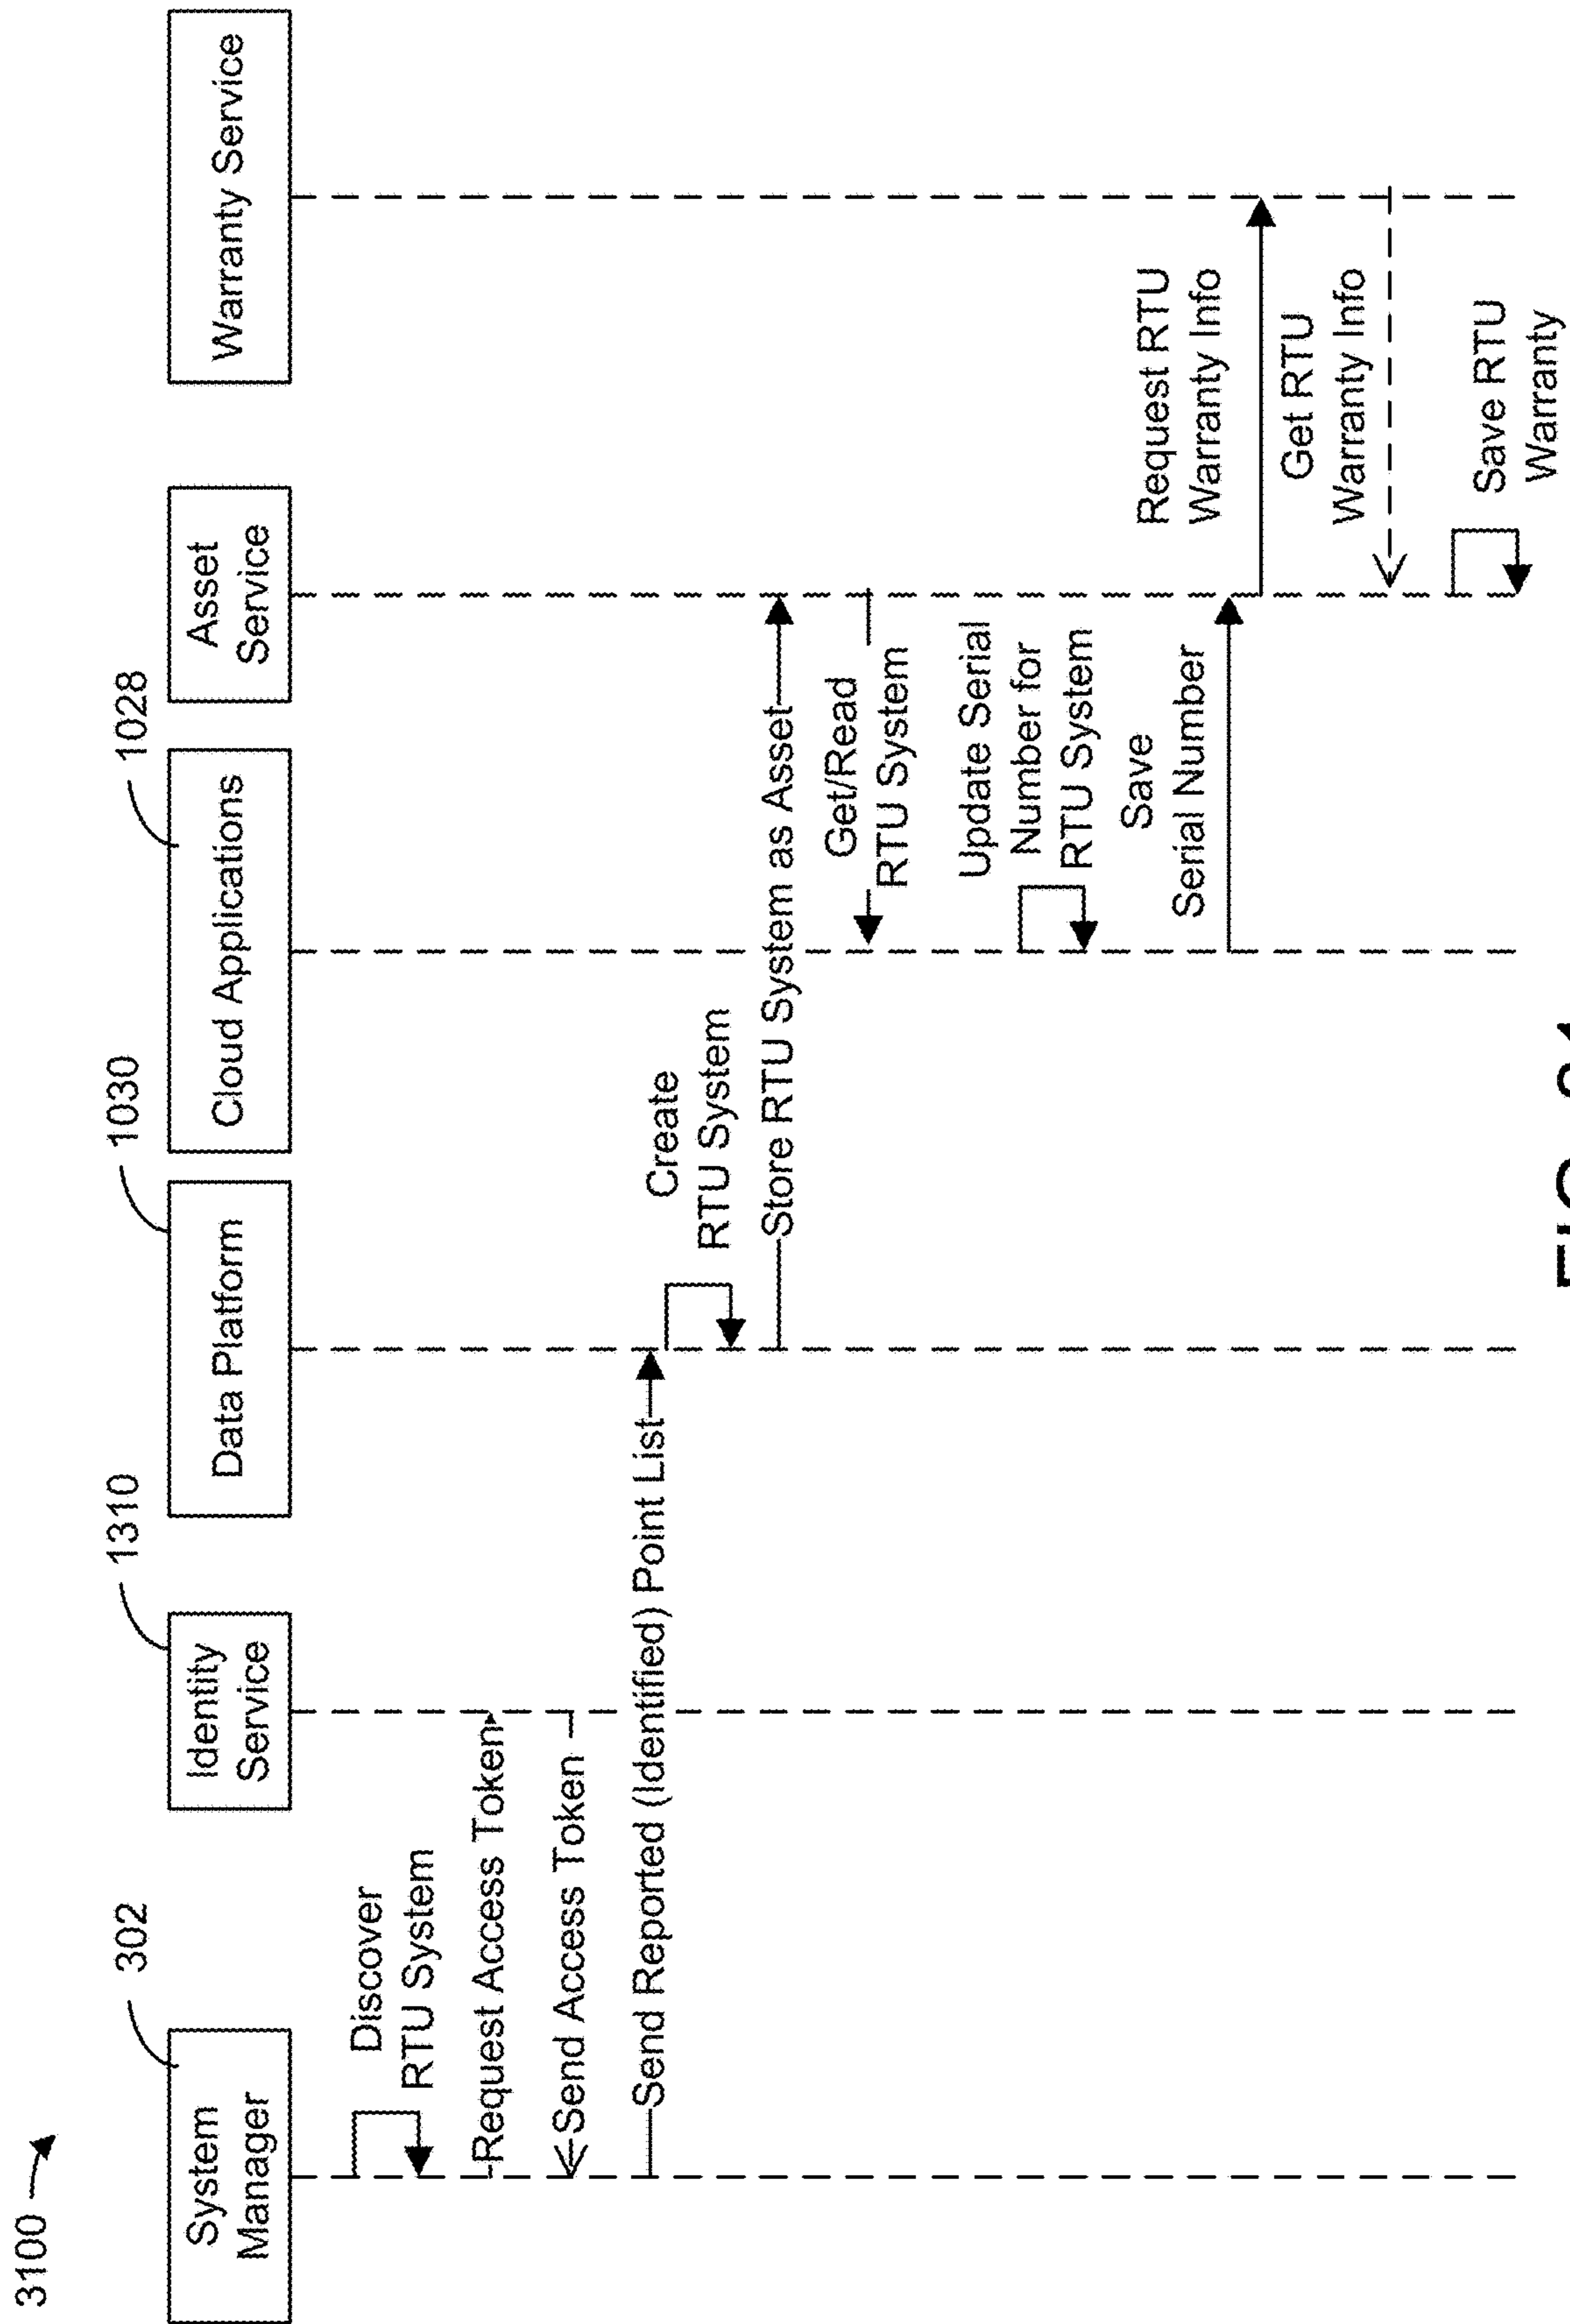 3100
302
1310
1030
1028
System
Manager
Identity
Service
Data Platform
Cloud Applications
Asset
Service
Warranty Service
Discover
RTU System
Request Access Token
Send Access Token
Send Reported (Identified) Point List
Create
RTU System
Store RTU System as Asset
Get/Read
RTU System
Update Serial
Number for
RTU System
Save
Serial Number
Request RTU
Warranty Info
Get RTU
Warranty Info
Save RTU
Warranty
FIG.